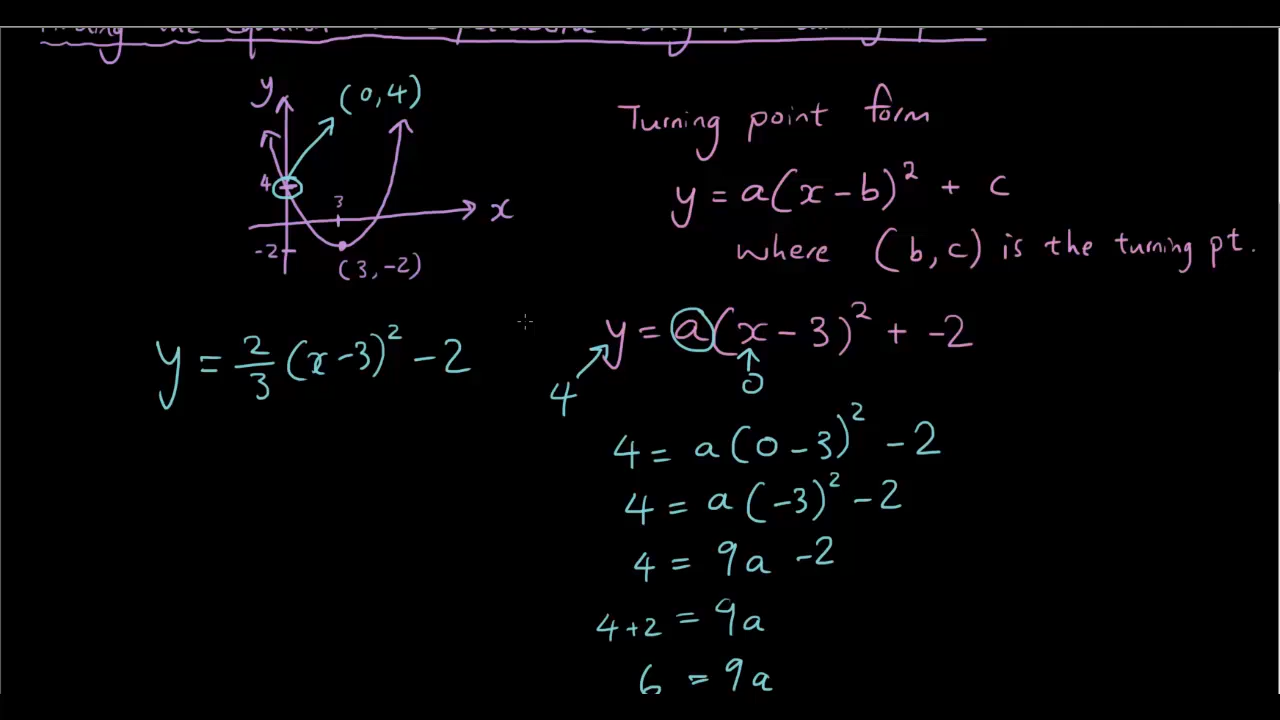 y
(0,4)
4
3
x
-2
(3,-2)
Turning point form
y = a(x-b)² + c
where (b,c) is the turning pt.
y = a(x-3)² + -2
4
0
y = 2/3 (x-3)² - 2
4 = a(0-3)² - 2
4 = a(-3)² - 2
4 = 9a - 2
4+2 = 9a
6 = 9a